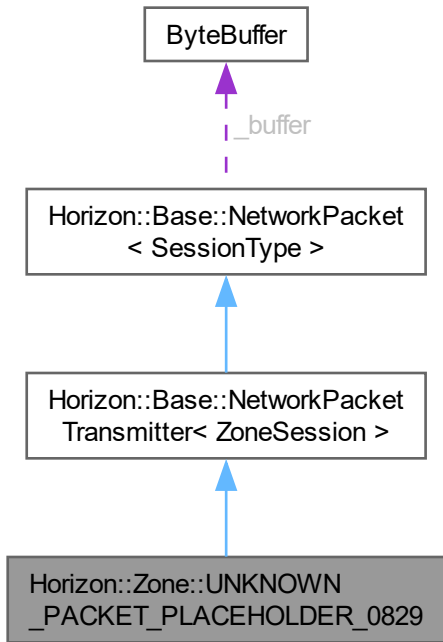 ByteBuffer
_buffer
Horizon::Base::NetworkPacket
< SessionType >
Horizon::Base::NetworkPacket
Transmitter< ZoneSession >
Horizon::Zone::UNKNOWN
_PACKET_PLACEHOLDER_0829